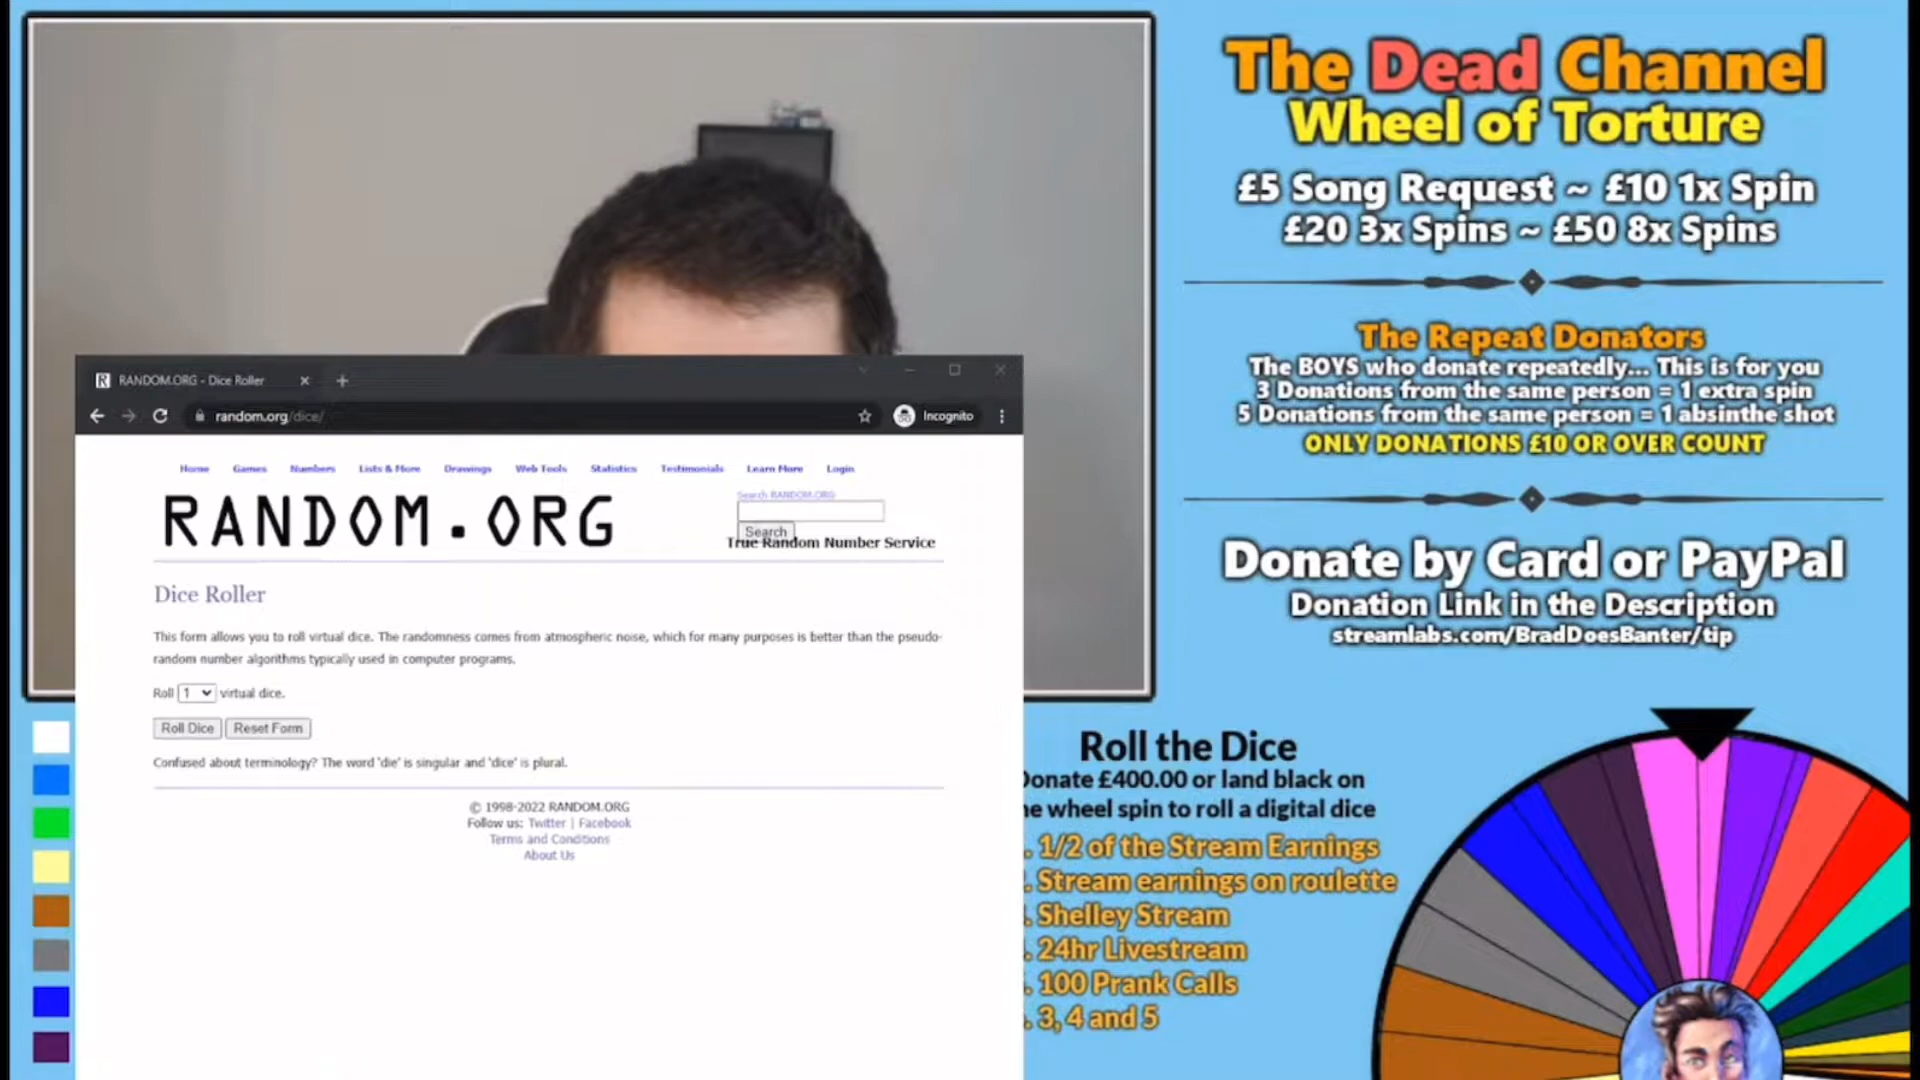 The Dead Channel
Wheel of Torture
£5 Song Request ~ £10 1x Spin
£20 3x Spins ~ £50 8x Spins
The Repeat Donators
The BOYS who donate repeatedly... This is for you
3 Donations from the same person = 1 extra spin
5 Donations from the same person = 1 absinthe shot
ONLY DONATIONS £10 OR OVER COUNT
Donate by Card or PayPal
Donation Link in the Description
streamlabs.com/BradDoesBanter/tip
R RANDOM.ORG - Dice Roller
random.org/dice/
Incognito
Home Games Numbers Lists & More Drawings Web Tools Statistics Testimonials Learn More Login
RANDOM.ORG
Search RANDOM.ORG
Search
True Random Number Service
Dice Roller
This form allows you to roll virtual dice. The randomness comes from atmospheric noise, which for many purposes is better than the pseudo-
random number algorithms typically used in computer programs.
Roll 1 virtual dice.
Roll Dice Reset Form
Confused about terminology? The word 'die' is singular and 'dice' is plural.
© 1998-2022 RANDOM.ORG
Follow us: Twitter | Facebook
Terms and Conditions
About Us
Roll the Dice
Donate £400.00 or land black on
he wheel spin to roll a digital dice
. 1/2 of the Stream Earnings
. Stream earnings on roulette
. Shelley Stream
. 24hr Livestream
. 100 Prank Calls
. 3, 4 and 5